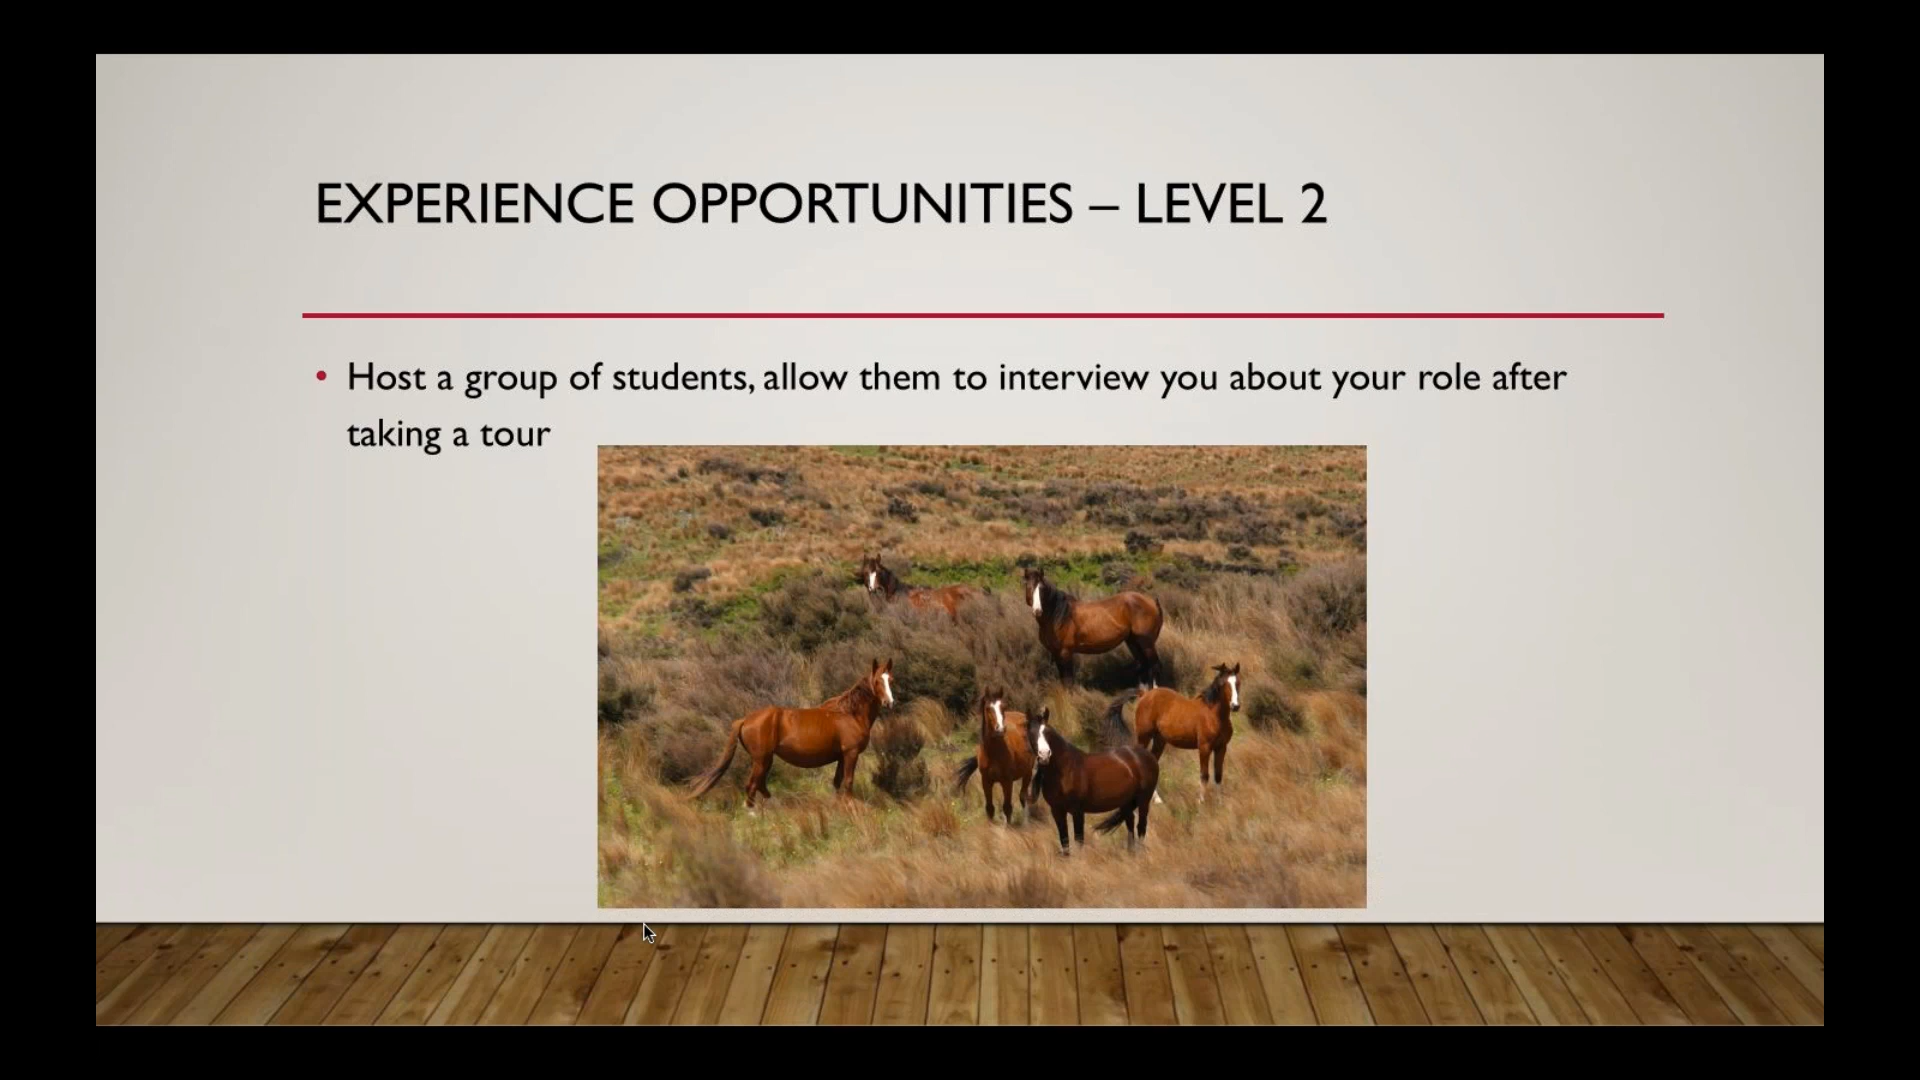 EXPERIENCE OPPORTUNITIES – LEVEL 2
• Host a group of students, allow them to interview you about your role after
taking a tour